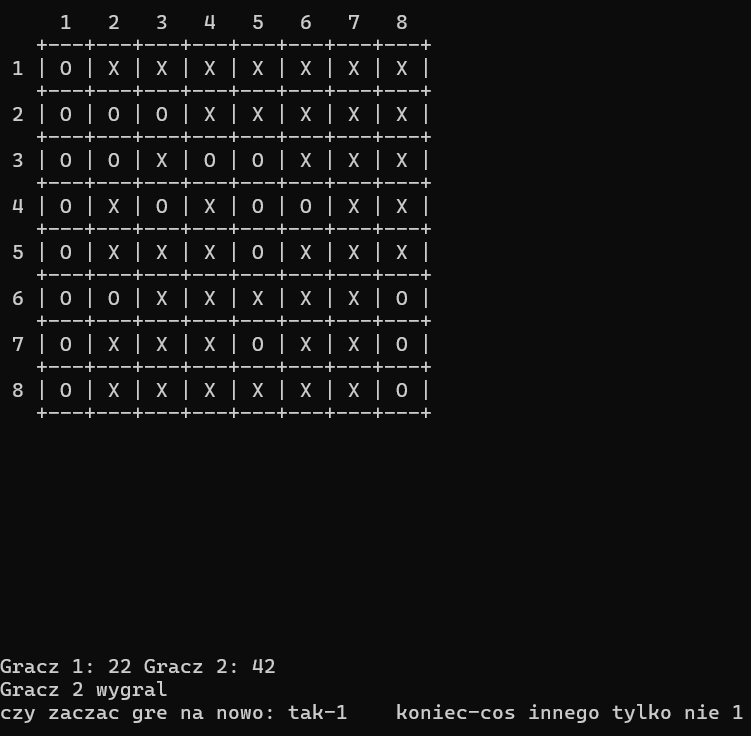 1   2   3   4   5   6   7   8
   +---+---+---+---+---+---+---+---+
 1 | O | X | X | X | X | X | X | X |
   +---+---+---+---+---+---+---+---+
 2 | O | O | O | X | X | X | X | X |
   +---+---+---+---+---+---+---+---+
 3 | O | O | X | O | O | X | X | X |
   +---+---+---+---+---+---+---+---+
 4 | O | X | O | X | O | O | X | X |
   +---+---+---+---+---+---+---+---+
 5 | O | X | X | X | O | X | X | X |
   +---+---+---+---+---+---+---+---+
 6 | O | O | X | X | X | X | X | O |
   +---+---+---+---+---+---+---+---+
 7 | O | X | X | X | O | X | X | O |
   +---+---+---+---+---+---+---+---+
 8 | O | X | X | X | X | X | X | O |
   +---+---+---+---+---+---+---+---+
Gracz 1: 22 Gracz 2: 42
Gracz 2 wygral
czy zaczac gre na nowo: tak-1    koniec-cos innego tylko nie 1